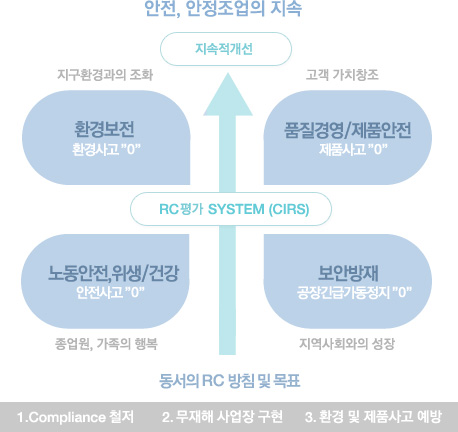 안전, 안정조업의 지속
지속적개선
지구환경과의 조화
고객 가치창조
환경보전
환경사고 "0"
품질경영/제품안전
제품사고 "0"
RC평가 SYSTEM (CIRS)
노동안전,위생/건강
안전사고 "0"
보안방재
공장긴급가동정지 "0"
종업원, 가족의 행복
지역사회와의 성장
동서의 RC 방침 및 목표
1.Compliance 철저 2. 무재해 사업장 구현 3. 환경 및 제품사고 예방